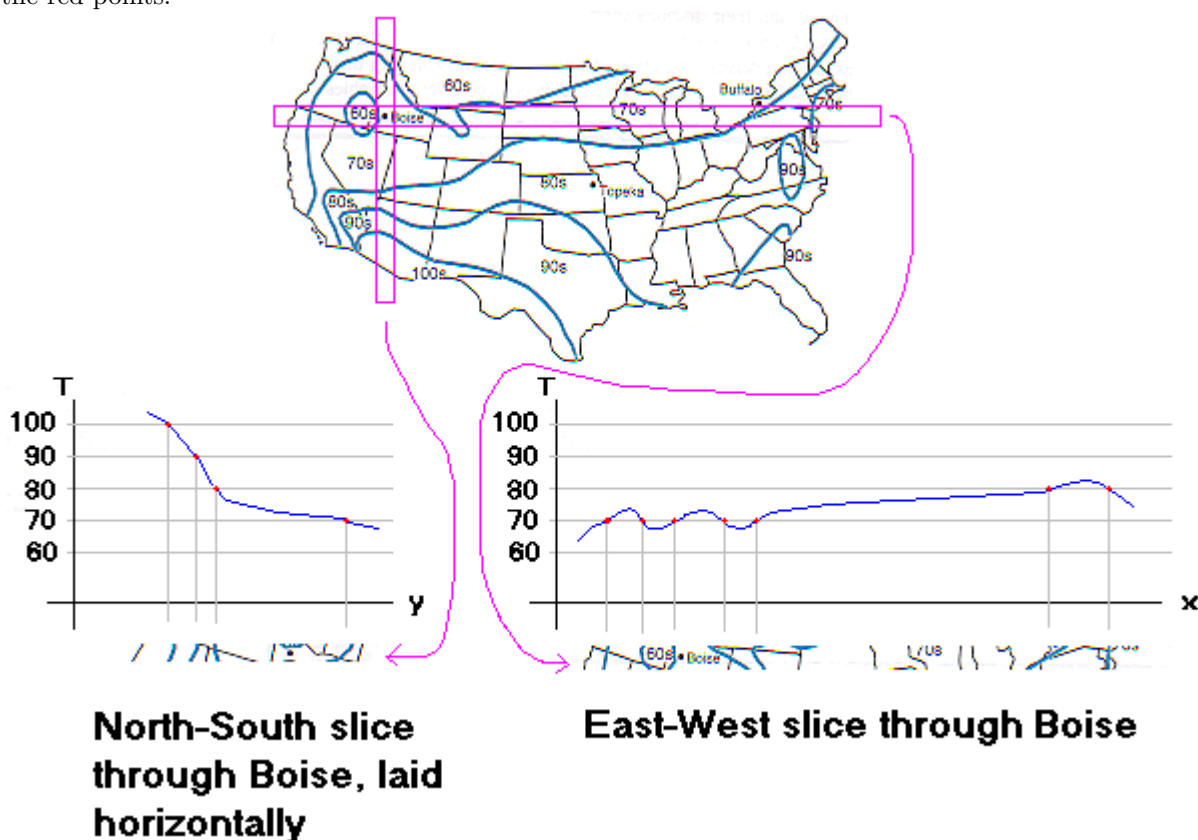 the red points.
60s
Buffalo
60s
Boise
70s
70s
70s
90s
80s
Topeka
80s
90s
100s
90s
90s
T
100
90
80
70
60
y
T
100
90
80
70
60
x
60s
Boise
70s
North-South slice
through Boise, laid
horizontally
East-West slice through Boise